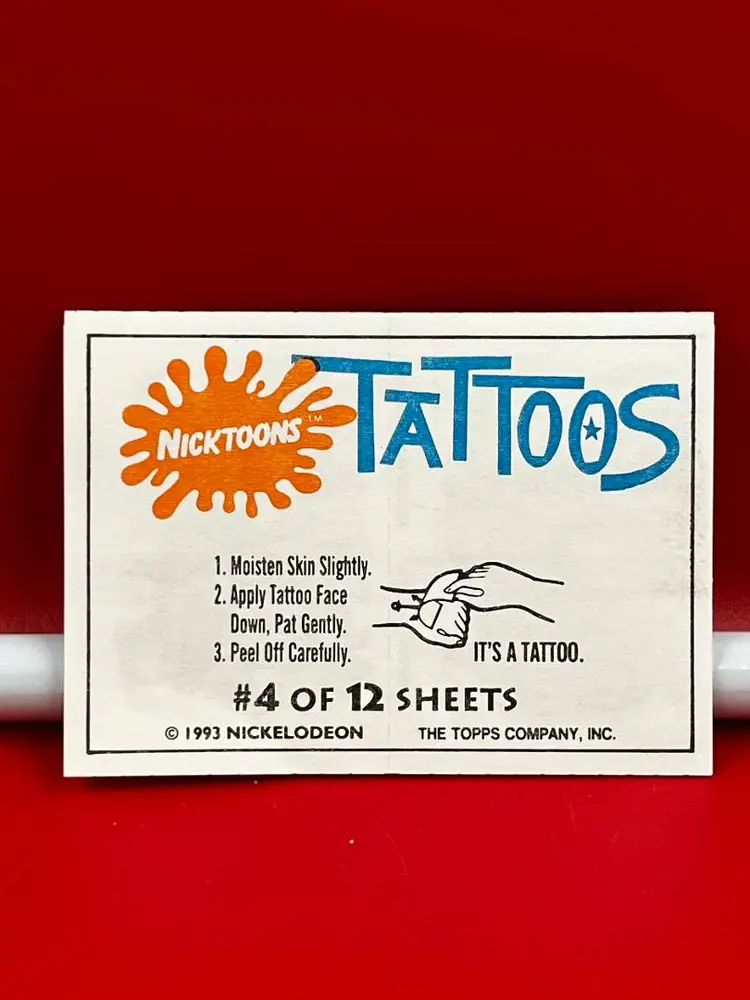 NICKTOONS™ TATTOOS
1. Moisten Skin Slightly.
2. Apply Tattoo Face
Down, Pat Gently.
3. Peel Off Carefully.
IT'S A TATTOO.
#4 OF 12 SHEETS
© 1993 NICKELODEON THE TOPPS COMPANY, INC.